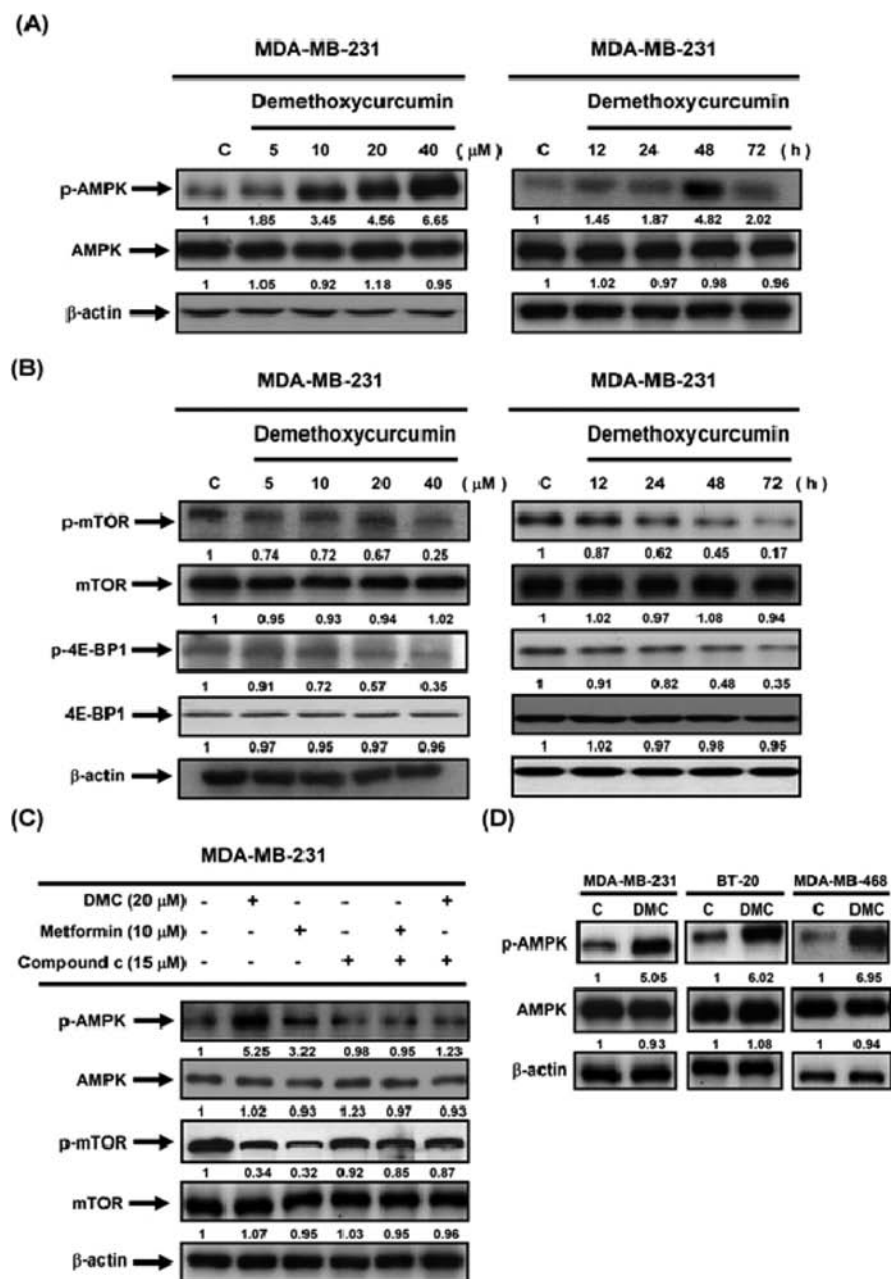 (A)
MDA-MB-231 MDA-MB-231
Demethoxycurcumin Demethoxycurcumin
C 5 10 20 40 (μM) C 12 24 48 72 (h)
p-AMPK
1 1.85 3.45 4.56 6.65 1 1.45 1.87 4.82 2.02
AMPK
1 1.05 0.92 1.18 0.95 1 1.02 0.97 0.98 0.96
β-actin
(B)
MDA-MB-231 MDA-MB-231
Demethoxycurcumin Demethoxycurcumin
C 5 10 20 40 (μM) C 12 24 48 72 (h)
p-mTOR
1 0.74 0.72 0.67 0.25 1 0.87 0.62 0.45 0.17
mTOR
1 0.95 0.93 0.94 1.02 1 1.02 0.97 1.08 0.94
p-4E-BP1
1 0.91 0.72 0.57 0.35 1 0.91 0.82 0.48 0.35
4E-BP1
1 0.97 0.95 0.97 0.96 1 1.02 0.97 0.98 0.95
β-actin
(C)
MDA-MB-231
DMC (20 μM) - + - - - +
Metformin (10 μM) - - + - + -
Compound c (15 μM) - - - + + +
p-AMPK
1 5.25 3.22 0.98 0.95 1.23
AMPK
1 1.02 0.93 1.23 0.97 0.93
p-mTOR
1 0.34 0.32 0.92 0.85 0.87
mTOR
1 1.07 0.95 1.03 0.95 0.96
β-actin
(D)
MDA-MB-231 BT-20 MDA-MB-468
C DMC C DMC C DMC
p-AMPK
1 5.05 1 6.02 1 6.95
AMPK
1 0.93 1 1.08 1 0.94
β-actin